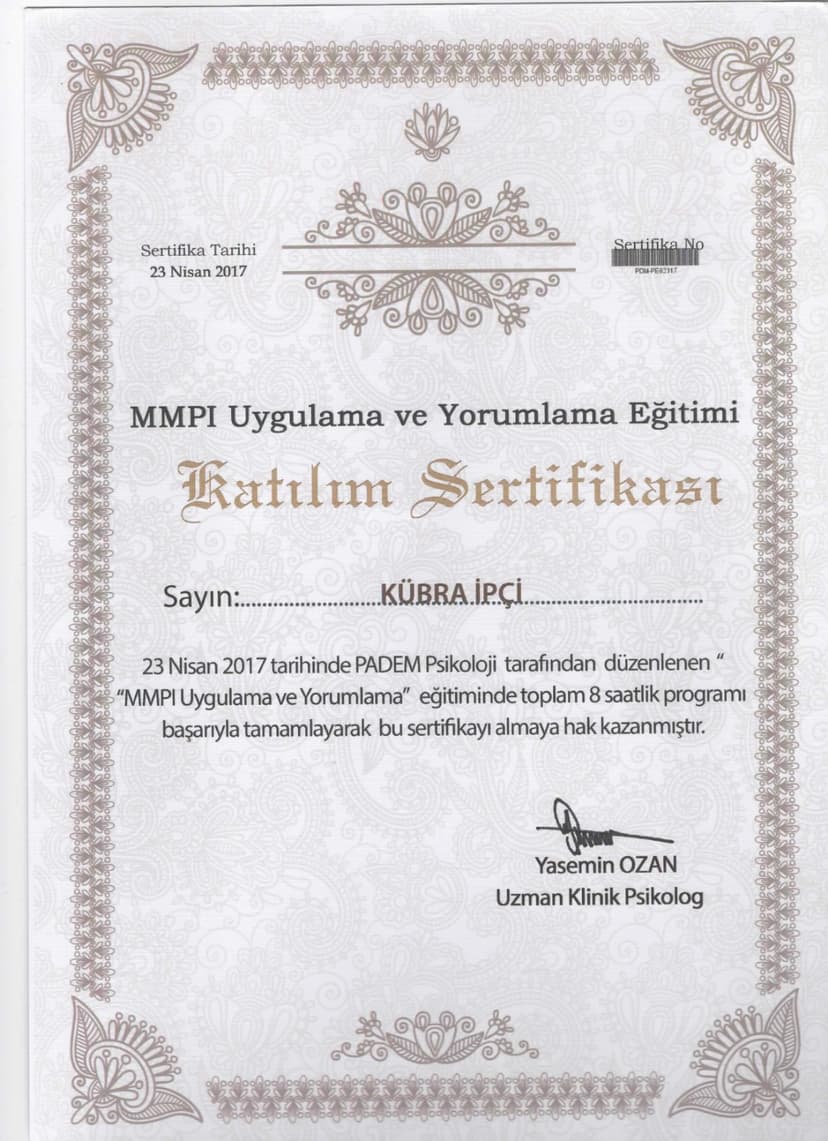 Sertifika Tarihi
23 Nisan 2017
Sertifika No
MMPI Uygulama ve Yorumlama Eğitimi
Katılım Sertifikası
Sayın:..........KÜBRA İPÇİ..........
23 Nisan 2017 tarihinde PADEM Psikoloji tarafından düzenlenen “
“MMPI Uygulama ve Yorumlama” eğitiminde toplam 8 saatlik programı
başarıyla tamamlayarak bu sertifikayı almaya hak kazanmıştır.
Yasemin OZAN
Uzman Klinik Psikolog